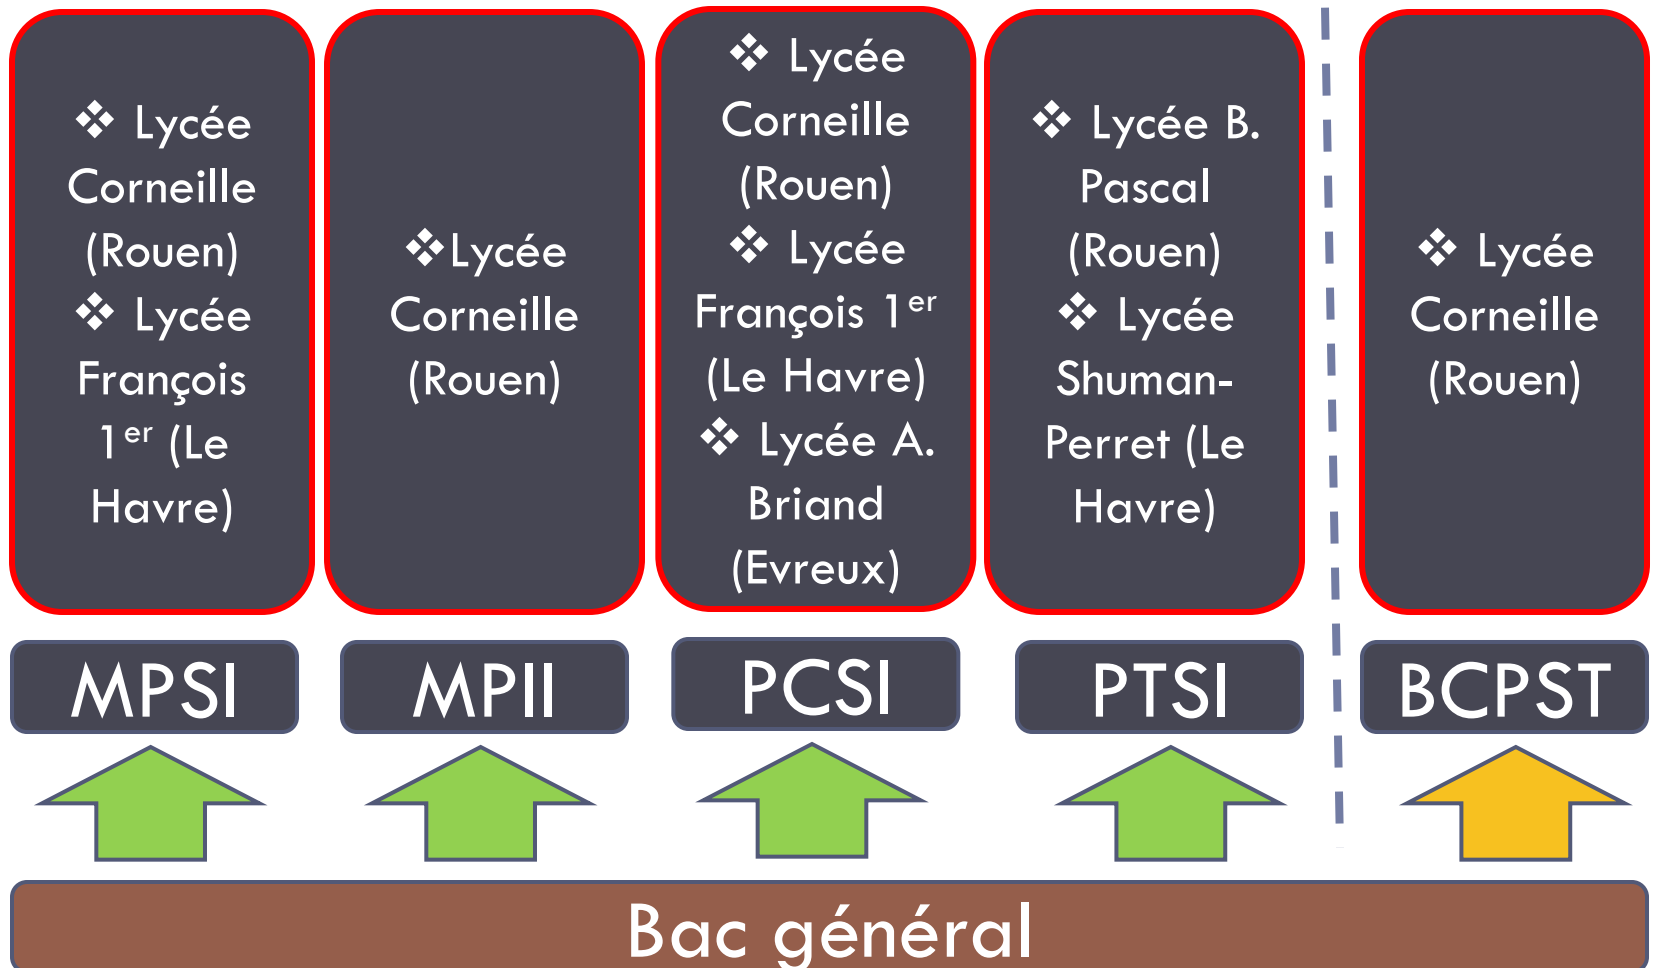 ❖ Lycée
Corneille
(Rouen)
❖ Lycée
François
1er (Le
Havre)
❖Lycée
Corneille
(Rouen)
❖ Lycée
Corneille
(Rouen)
❖ Lycée
François 1er
(Le Havre)
❖ Lycée A.
Briand
(Evreux)
❖ Lycée B.
Pascal
(Rouen)
❖ Lycée
Shuman-
Perret (Le
Havre)
❖ Lycée
Corneille
(Rouen)
MPSI
MPII
PCSI
PTSI
BCPST
Bac général